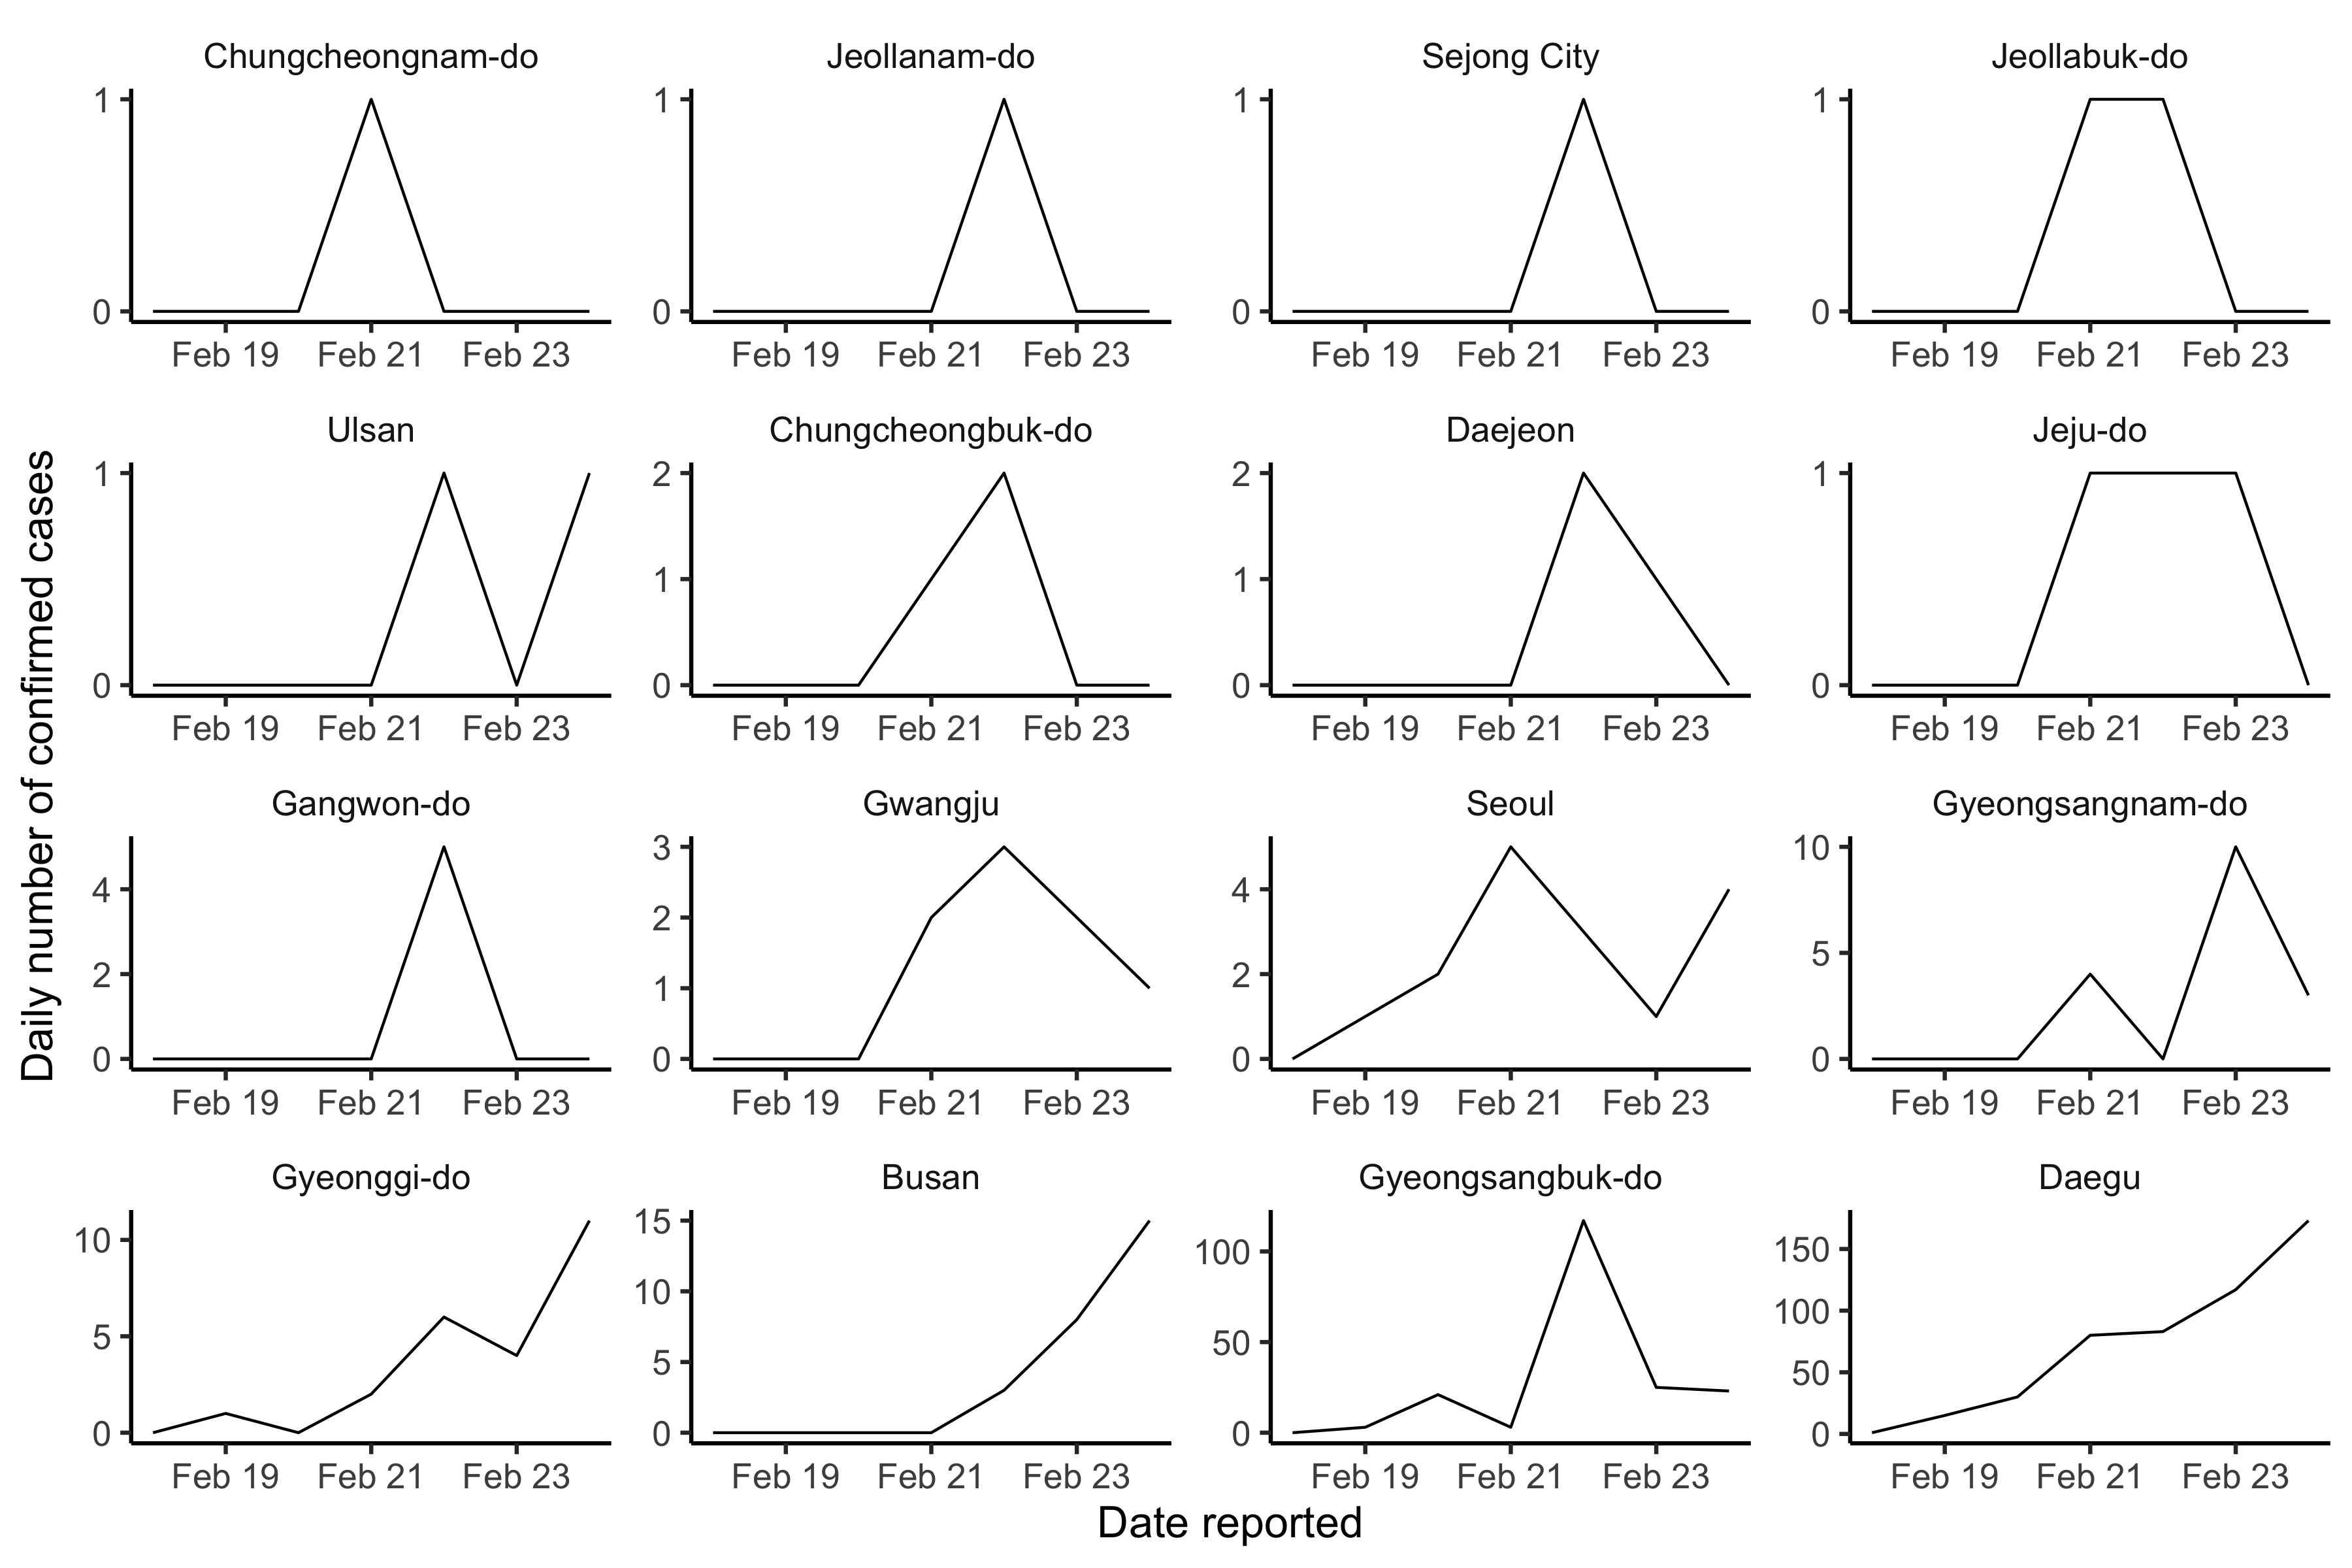 Chungcheongnam-do
1
0
Feb 19 Feb 21 Feb 23
Jeollanam-do
1
0
Feb 19 Feb 21 Feb 23
Sejong City
1
0
Feb 19 Feb 21 Feb 23
Jeollabuk-do
1
0
Feb 19 Feb 21 Feb 23
Ulsan
1
0
Feb 19 Feb 21 Feb 23
Chungcheongbuk-do
2
1
0
Feb 19 Feb 21 Feb 23
Daejeon
2
1
0
Feb 19 Feb 21 Feb 23
Jeju-do
1
0
Feb 19 Feb 21 Feb 23
Gangwon-do
4
2
0
Feb 19 Feb 21 Feb 23
Gwangju
3
2
1
0
Feb 19 Feb 21 Feb 23
Seoul
4
2
0
Feb 19 Feb 21 Feb 23
Gyeongsangnam-do
10
5
0
Feb 19 Feb 21 Feb 23
Gyeonggi-do
10
5
0
Feb 19 Feb 21 Feb 23
Busan
15
10
5
0
Feb 19 Feb 21 Feb 23
Gyeongsangbuk-do
100
50
0
Feb 19 Feb 21 Feb 23
Daegu
150
100
50
0
Feb 19 Feb 21 Feb 23
Daily number of confirmed cases
Date reported